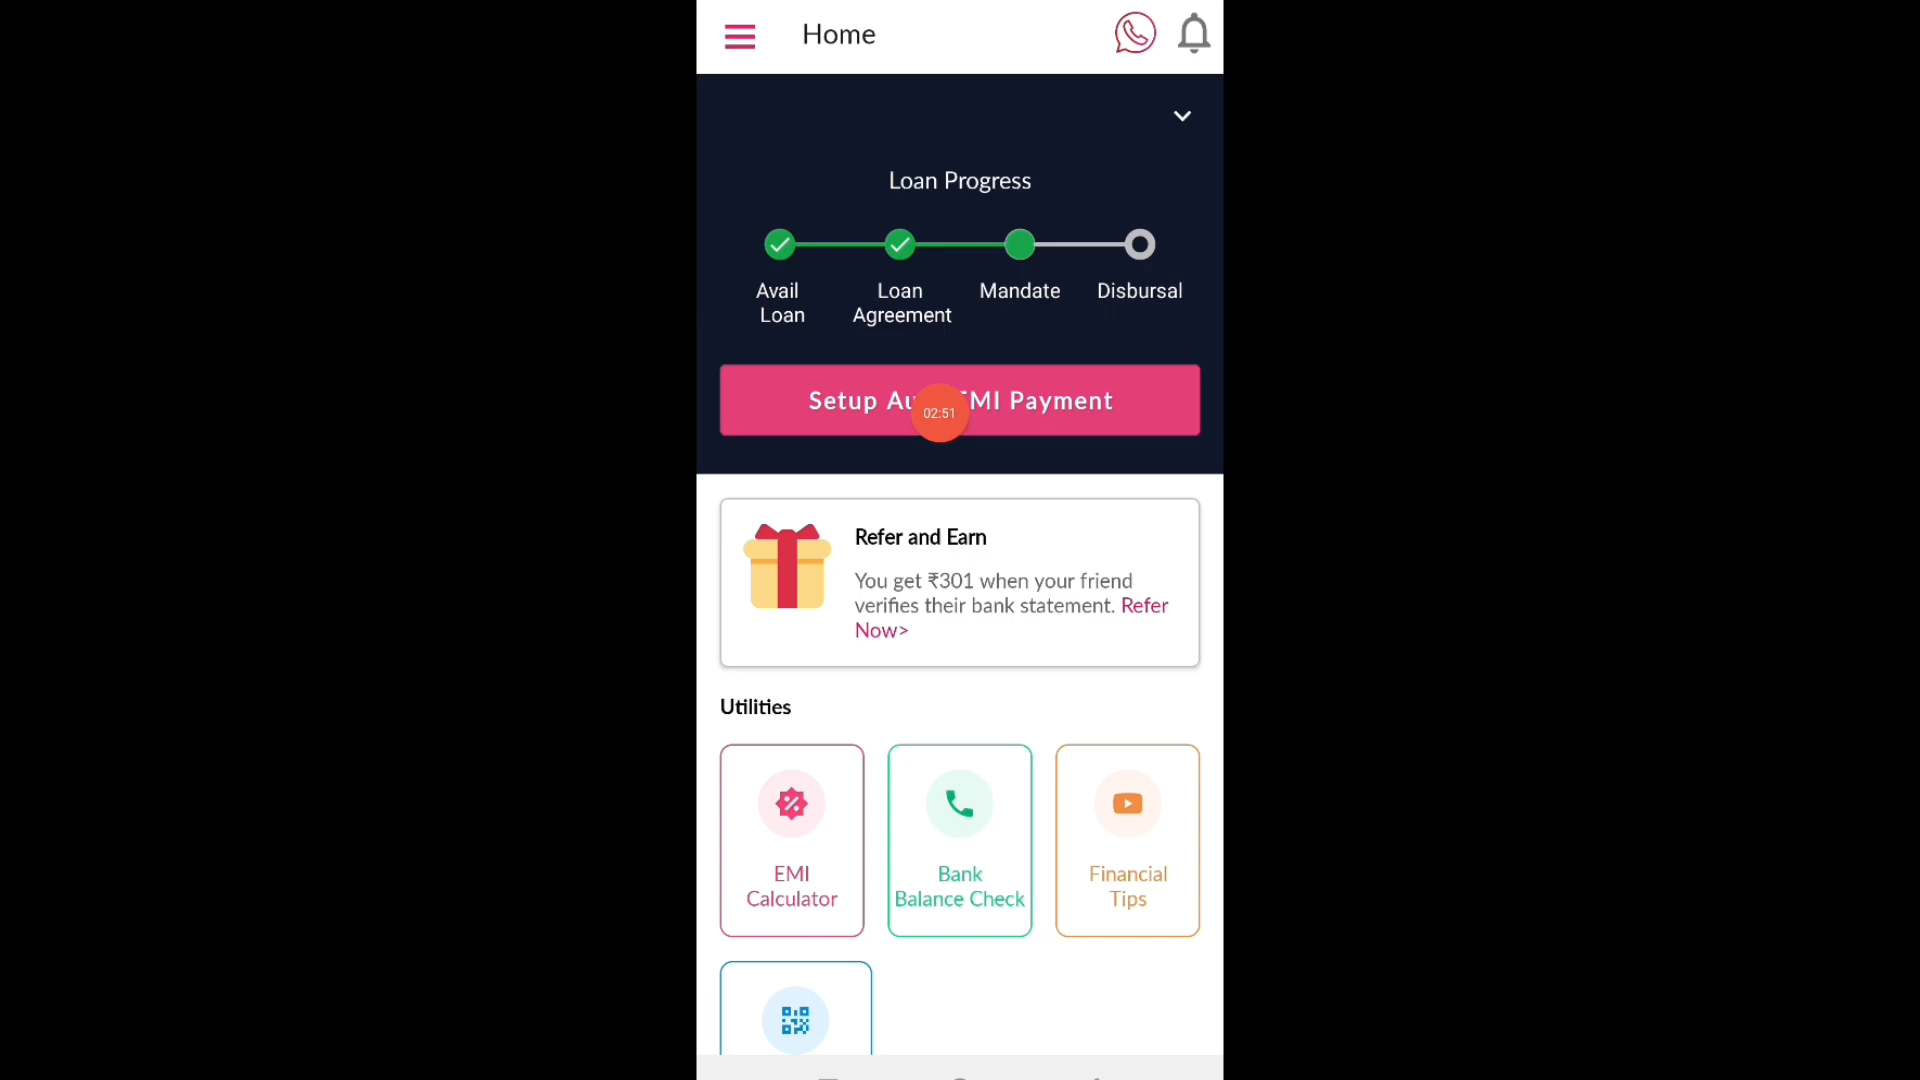 Home
Loan Progress
Avail
Loan
Loan
Agreement
Mandate
Disbursal
Setup Au EMI Payment
02:51
Refer and Earn
You get ₹301 when your friend
verifies their bank statement. Refer
Now>
Utilities
EMI
Calculator
Bank
Balance Check
Financial
Tips